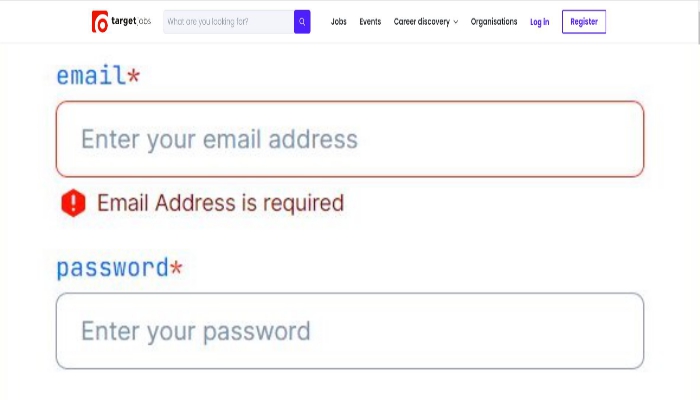 targetjobs What are you looking for? Jobs Events Career discovery Organisations Log in Register
email*
Enter your email address
Email Address is required
password*
Enter your password